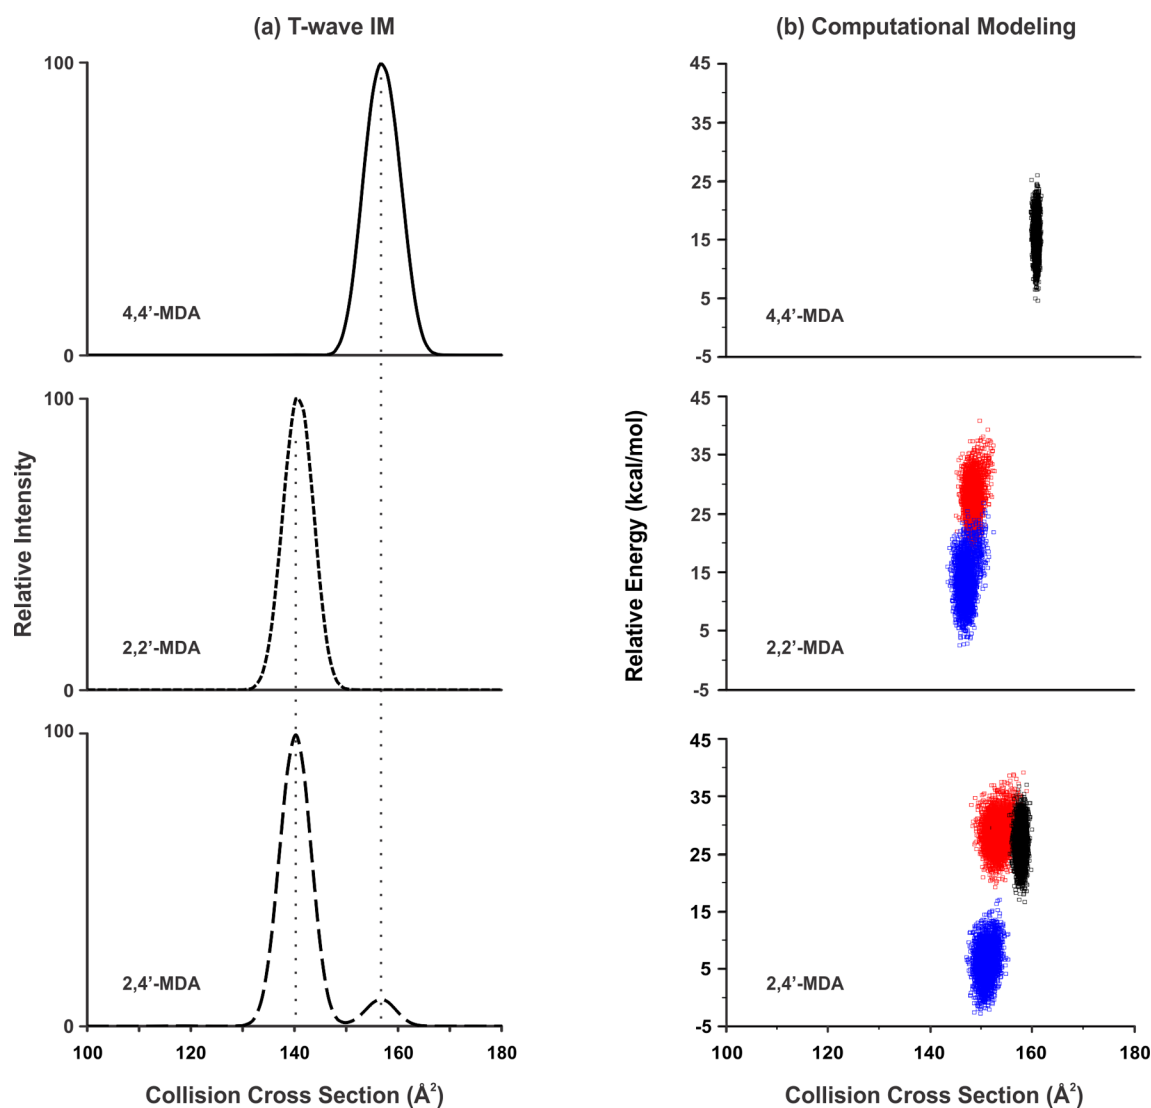 (a) T-wave IM
(b) Computational Modeling
Relative Intensity
100
4,4’-MDA
0
100
2,2’-MDA
0
100
2,4’-MDA
0
100 120 140 160 180
Collision Cross Section (Å²)
Relative Energy (kcal/mol)
45
35
25
15
5
-5
4,4’-MDA
45
35
25
15
5
-5
2,2’-MDA
45
35
25
15
5
-5
2,4’-MDA
100 120 140 160 180
Collision Cross Section (Å²)